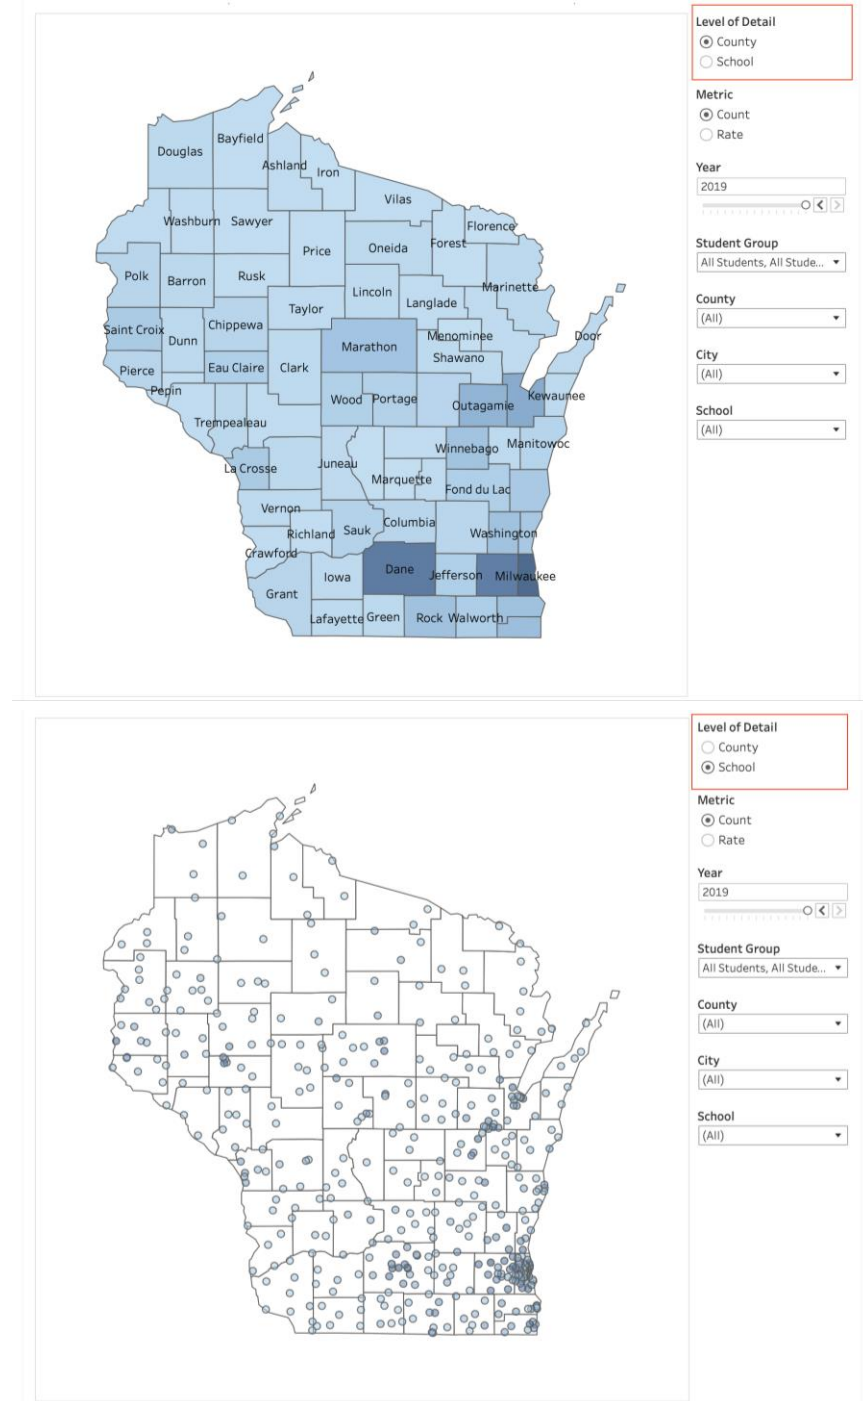 Level of Detail
County
School
Metric
Count
Rate
Year
2019
Student Group
All Students, All Stude...
County
(All)
City
(All)
School
(All)
Douglas
Bayfield
Ashland
Iron
Vilas
Washburn
Sawyer
Florence
Price
Oneida
Forest
Polk
Barron
Rusk
Lincoln
Marinette
Taylor
Langlade
Saint Croix
Chippewa
Dunn
Menominee
Door
Marathon
Shawano
Pierce
Eau Claire
Clark
Pepin
Wood
Portage
Outagamie
Kewaunee
Trempealeau
Winnebago
Manitowoc
La Crosse
Juneau
Marquette
Fond du Lac
Vernon
Columbia
Richland
Sauk
Washington
Crawford
Iowa
Dane
Jefferson
Milwaukee
Grant
Lafayette
Green
Rock
Walworth
Level of Detail
County
School
Metric
Count
Rate
Year
2019
Student Group
All Students, All Stude...
County
(All)
City
(All)
School
(All)